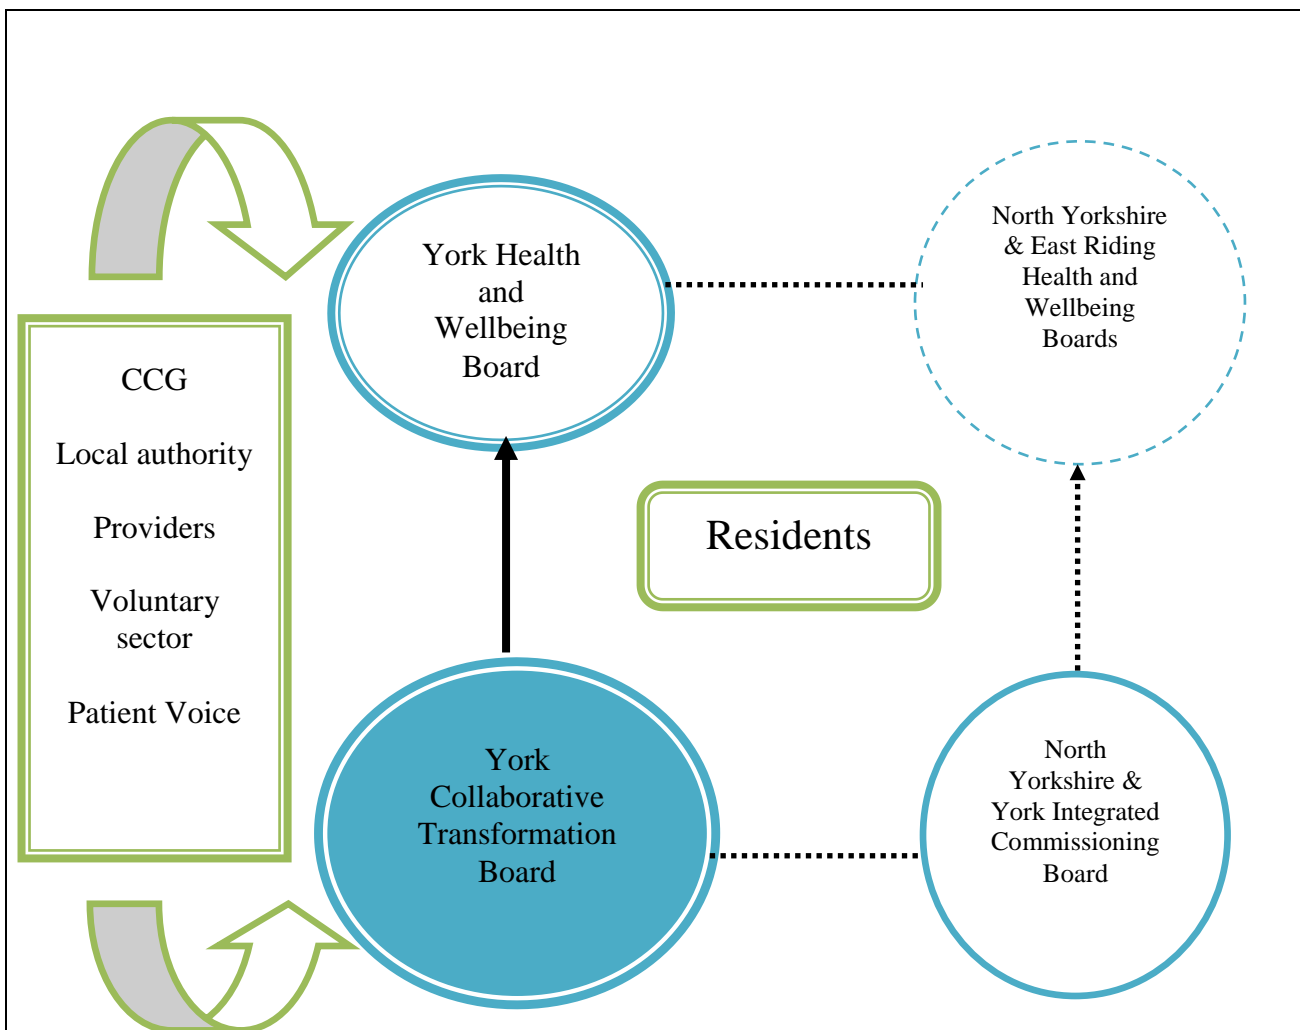 York Health
and
Wellbeing
Board
North Yorkshire
& East Riding
Health and
Wellbeing
Boards
CCG
Local authority
Providers
Voluntary
sector
Patient Voice
Residents
York
Collaborative
Transformation
Board
North
Yorkshire &
York Integrated
Commissioning
Board